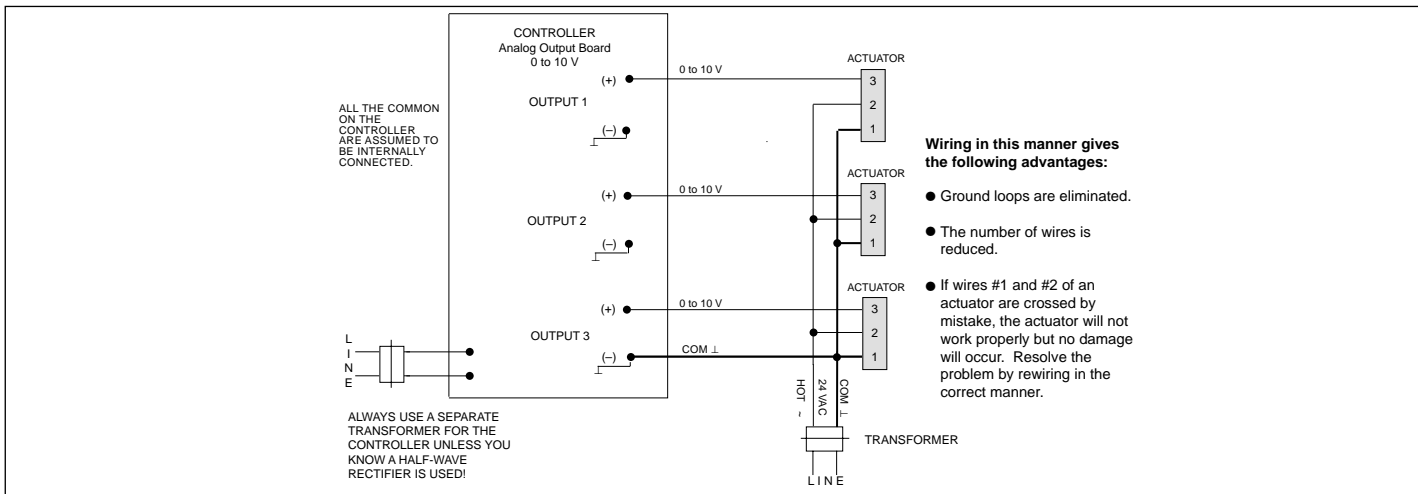 CONTROLLER
Analog Output Board
0 to 10 V
ALL THE COMMON
ON THE
CONTROLLER
ARE ASSUMED TO
BE INTERNALLY
CONNECTED.
(+)
OUTPUT 1
(–)
0 to 10 V
ACTUATOR
3
2
1
(+)
OUTPUT 2
(–)
0 to 10 V
ACTUATOR
3
2
1
(+)
OUTPUT 3
(–)
0 to 10 V
COM ⊥
ACTUATOR
3
2
1
LINE
ALWAYS USE A SEPARATE
TRANSFORMER FOR THE
CONTROLLER UNLESS YOU
KNOW A HALF-WAVE
RECTIFIER IS USED!
HOT ~
24 VAC
COM ⊥
TRANSFORMER
LINE
Wiring in this manner gives
the following advantages:
● Ground loops are eliminated.
● The number of wires is
reduced.
● If wires #1 and #2 of an
actuator are crossed by
mistake, the actuator will not
work properly but no damage
will occur. Resolve the
problem by rewiring in the
correct manner.